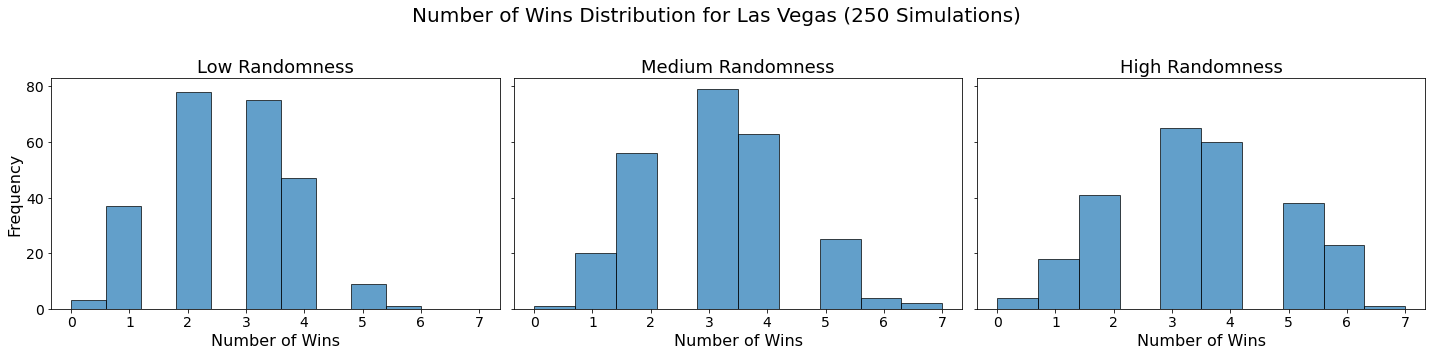 Number of Wins Distribution for Las Vegas (250 Simulations)
Low Randomness
Medium Randomness
High Randomness
Frequency
80
60
40
20
0
0 1 2 3 4 5 6 7
0 1 2 3 4 5 6 7
0 1 2 3 4 5 6 7
Number of Wins
Number of Wins
Number of Wins